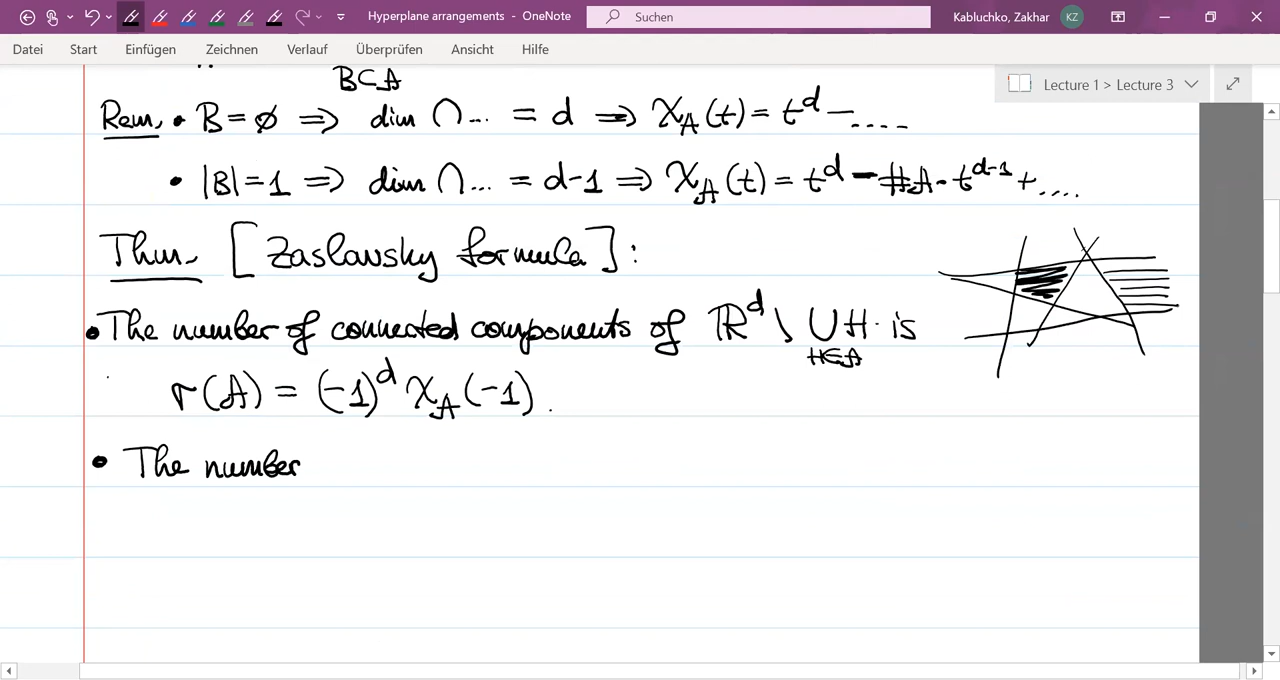 Hyperplane arrangements - OneNote
Suchen
Kabluchko, Zakhar KZ
Datei Start Einfügen Zeichnen Verlauf Überprüfen Ansicht Hilfe
Lecture 1 > Lecture 3
B⊂A
Rem. • B = ∅ ⟹ dim ∩... = d ⟹ χ_A(t) = t^d - ....
• |B| = 1 ⟹ dim ∩... = d-1 ⟹ χ_A(t) = t^d - #A · t^{d-1} + ....
Thm. [Zaslavsky formula]:
• The number of connected components of ℝ^d \ ∪H is
H∈A
r(A) = (-1)^d χ_A(-1).
• The number